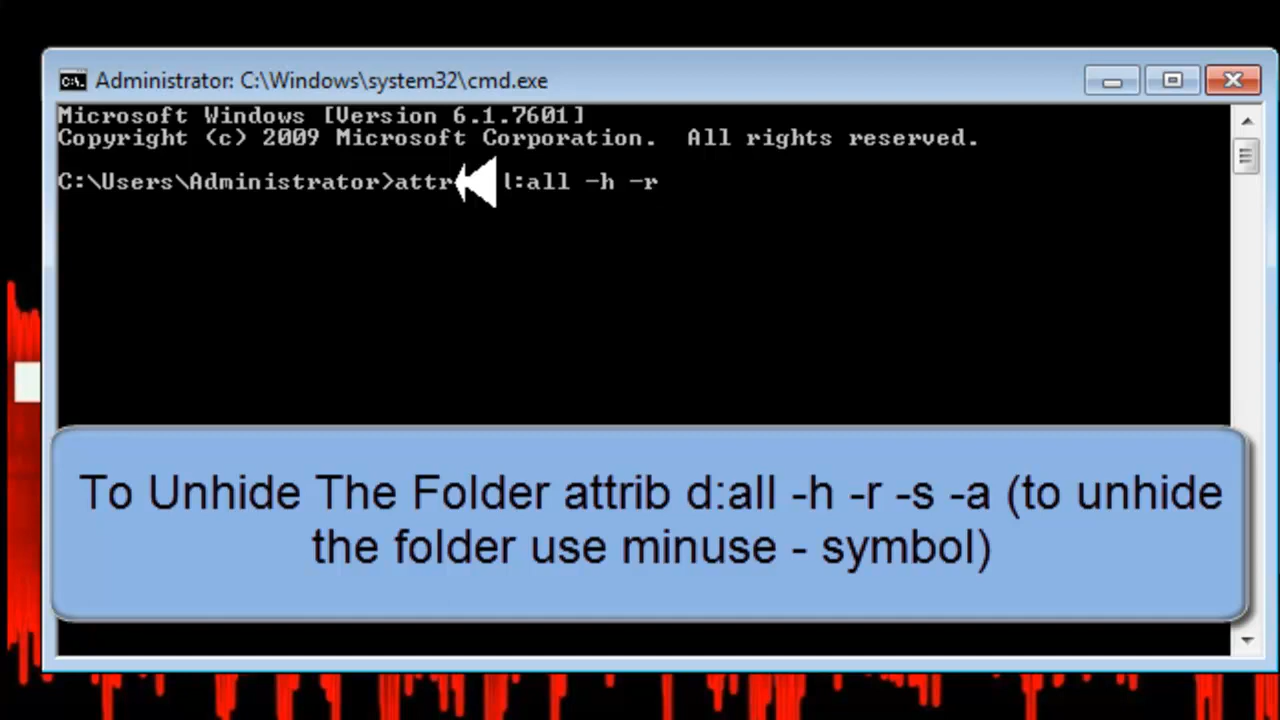 Administrator: C:\Windows\system32\cmd.exe
Microsoft Windows [Version 6.1.7601]
Copyright (c) 2009 Microsoft Corporation.  All rights reserved.
C:\Users\Administrator>attr :all -h -r
To Unhide The Folder attrib d:all -h -r -s -a (to unhide
the folder use minuse - symbol)